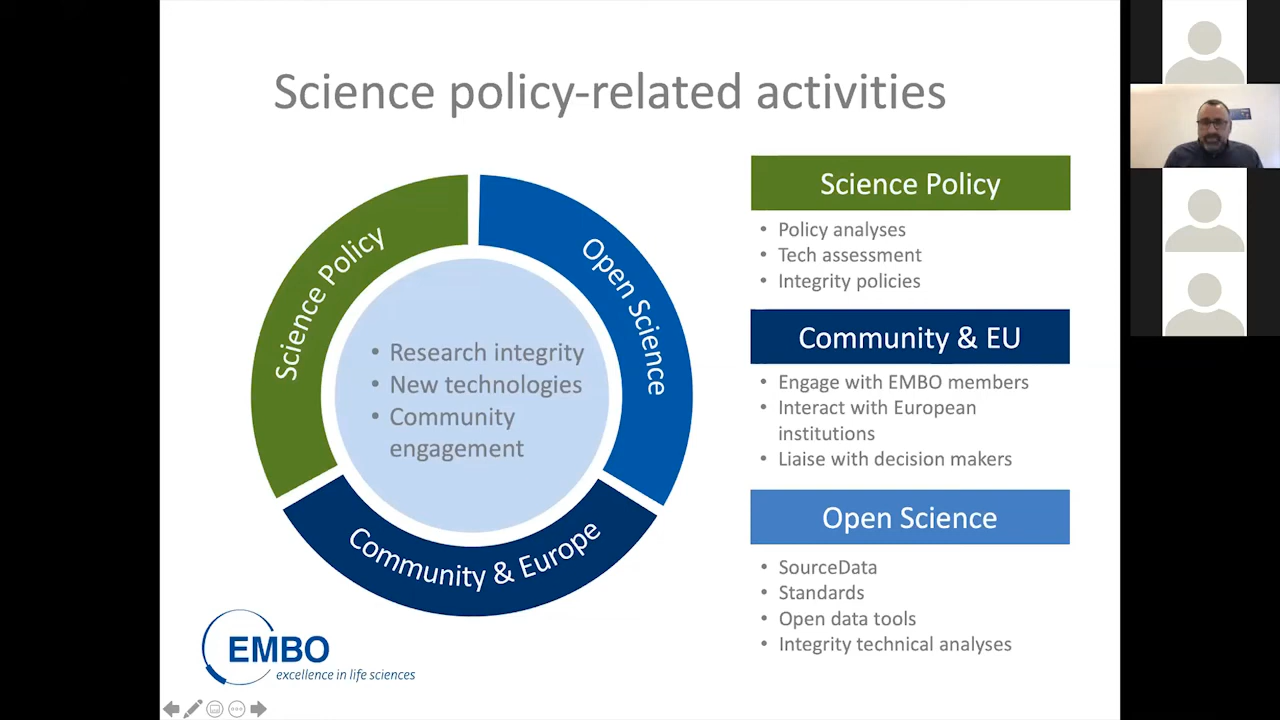 Science policy-related activities
Science Policy
Open Science
Community & Europe
• Research integrity
• New technologies
• Community
engagement
Science Policy
• Policy analyses
• Tech assessment
• Integrity policies
Community & EU
• Engage with EMBO members
• Interact with European
institutions
• Liaise with decision makers
Open Science
• SourceData
• Standards
• Open data tools
• Integrity technical analyses
EMBO
excellence in life sciences